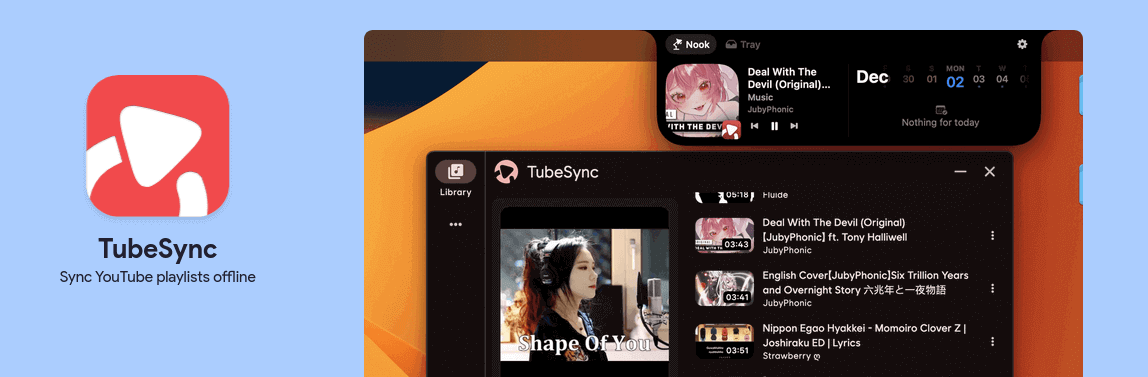 TubeSync
Sync YouTube playlists offline
Nook
Tray
Deal With The
Devil (Original)...
Music
JubyPhonic
WITH THE DEV
Dec
S S MON T W T
30 01 02 03 04
Nothing for today
Library
TubeSync
Shape Of You
05:18
Fluide
03:43
Deal With The Devil (Original)
【JubyPhonic】 ft. Tony Halliwell
JubyPhonic
03:41
English Cover【JubyPhonic】Six Trillion Years
and Overnight Story 六兆年と一夜物語
JubyPhonic
03:51
Nippon Egao Hyakkei - Momoiro Clover Z |
Joshiraku ED | Lyrics
Strawberry ღ